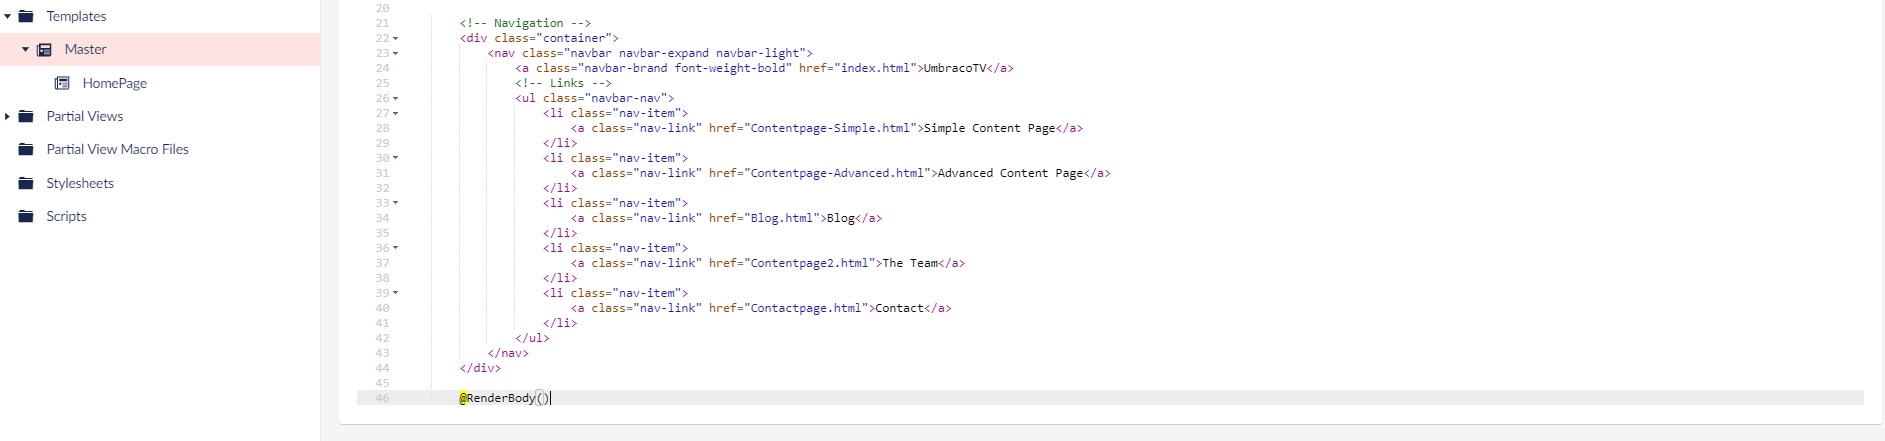 Templates
Master
HomePage
Partial Views
Partial View Macro Files
Stylesheets
Scripts
20
21 <!-- Navigation -->
22 <div class="container">
23 <nav class="navbar navbar-expand navbar-light">
24 <a class="navbar-brand font-weight-bold" href="index.html">UmbracoTV</a>
25 <!-- Links -->
26 <ul class="navbar-nav">
27 <li class="nav-item">
28 <a class="nav-link" href="Contentpage-Simple.html">Simple Content Page</a>
29 </li>
30 <li class="nav-item">
31 <a class="nav-link" href="Contentpage-Advanced.html">Advanced Content Page</a>
32 </li>
33 <li class="nav-item">
34 <a class="nav-link" href="Blog.html">Blog</a>
35 </li>
36 <li class="nav-item">
37 <a class="nav-link" href="Contentpage2.html">The Team</a>
38 </li>
39 <li class="nav-item">
40 <a class="nav-link" href="Contactpage.html">Contact</a>
41 </li>
42 </ul>
43 </nav>
44 </div>
45
46 @RenderBody()